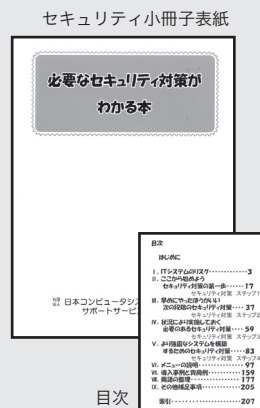 セキュリティ小冊子表紙
必要なセキュリティ対策が
わかる本
社団法人 日本コンピュータシ
サポートサービ
目次
はじめに
I. ITシステムのリスク··············3
II. ここから始めよう
セキュリティ対策の第一歩······17
セキュリティ対策 ステップ1
III. 早めにやったほうがいい
次の段階のセキュリティ対策···· 37
セキュリティ対策 ステップ2
IV. 状況により実施しておく
必要のあるセキュリティ対策···· 59
セキュリティ対策 ステップ3
V. より強固なシステムを構築
するためのセキュリティ対策·····83
セキュリティ対策 ステップ4
VI. メニューの説明·············· 97
VII. 導入事例と費用例············159
VIII. 用語の整理················177
IX. その他補足事項·············205
索引·····················207
目次